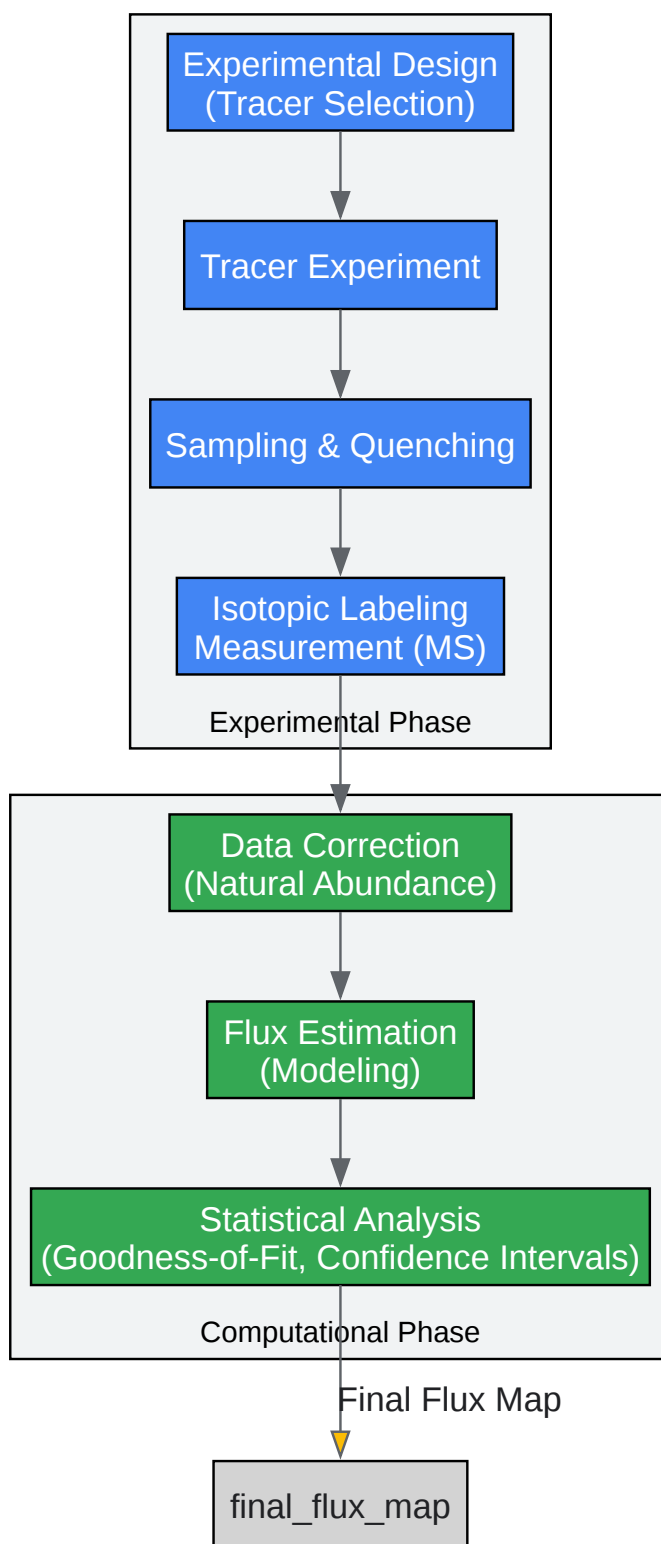 Experimental Design
(Tracer Selection)
Tracer Experiment
Sampling & Quenching
Isotopic Labeling
Measurement (MS)
Experimental Phase
Data Correction
(Natural Abundance)
Flux Estimation
(Modeling)
Statistical Analysis
(Goodness-of-Fit, Confidence Intervals)
Computational Phase
Final Flux Map
final_flux_map